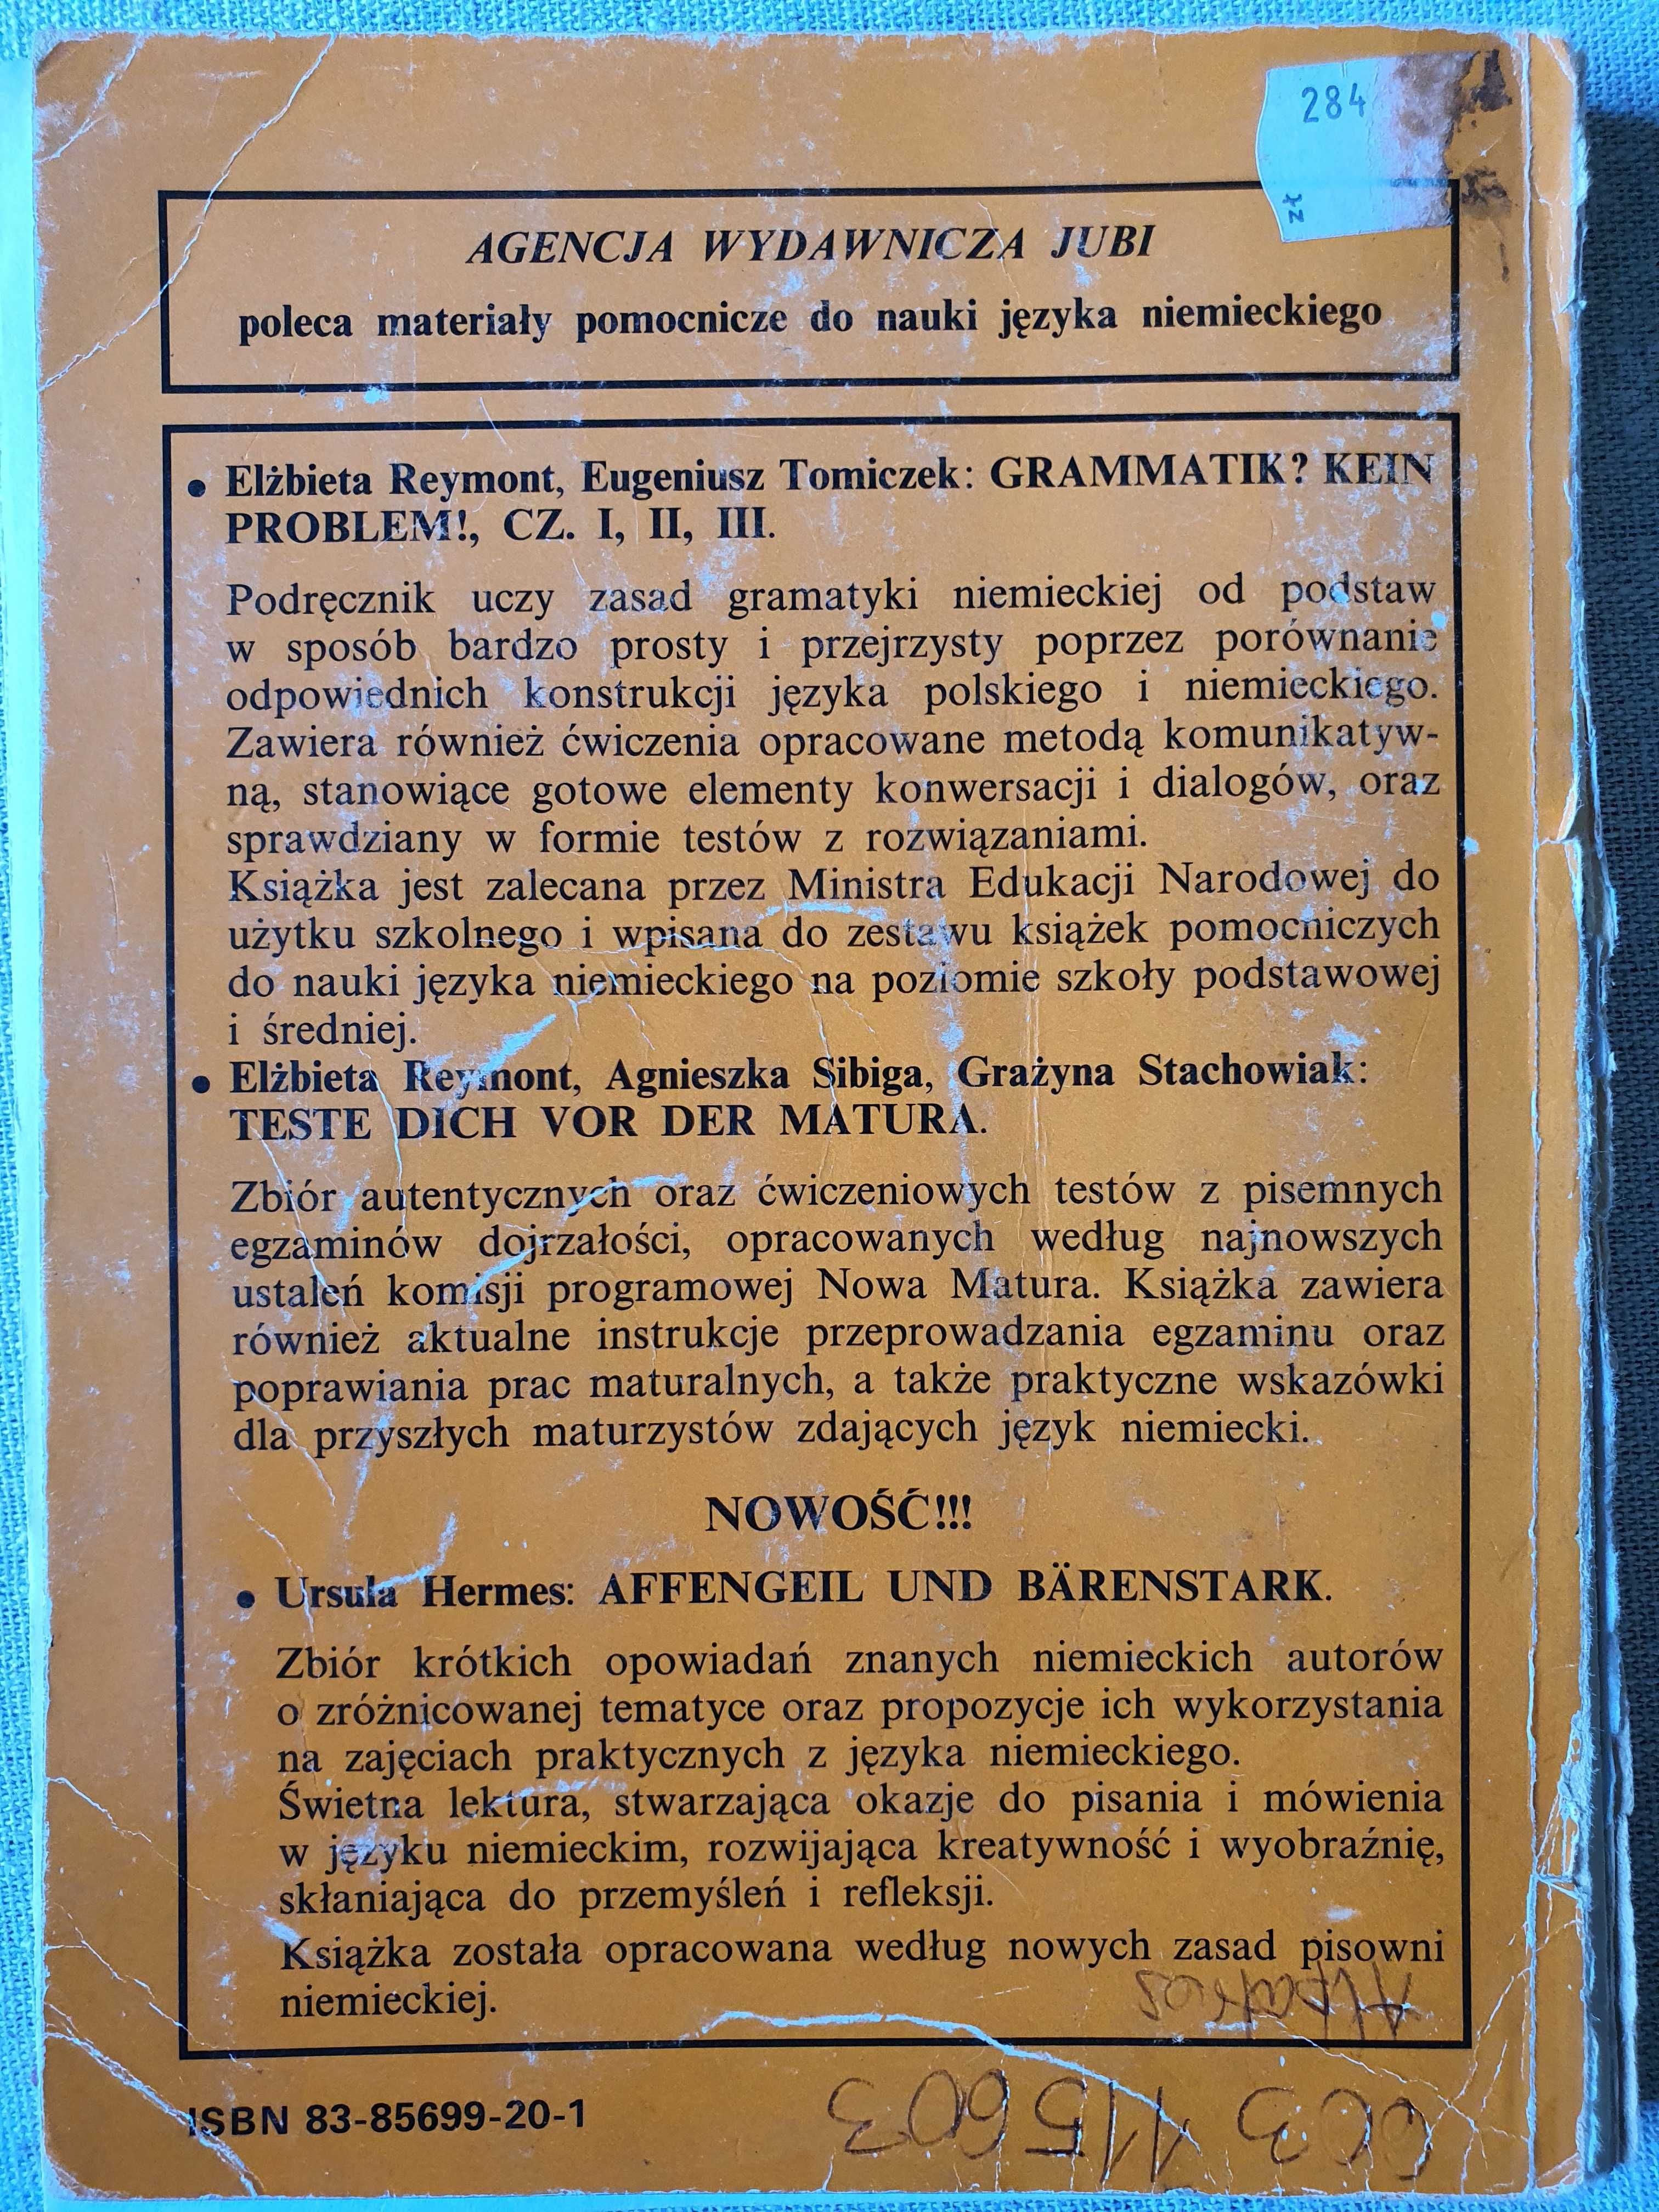 284
zł
AGENCJA WYDAWNICZA JUBI
poleca materiały pomocnicze do nauki języka niemieckiego
• Elżbieta Reymont, Eugeniusz Tomiczek: GRAMMATIK? KEIN
PROBLEM!, CZ. I, II, III.
Podręcznik uczy zasad gramatyki niemieckiej od podstaw
w sposób bardzo prosty i przejrzysty poprzez porównanie
odpowiednich konstrukcji języka polskiego i niemieckiego.
Zawiera również ćwiczenia opracowane metodą komunikatyw-
ną, stanowiące gotowe elementy konwersacji i dialogów, oraz
sprawdziany w formie testów z rozwiązaniami.
Książka jest zalecana przez Ministra Edukacji Narodowej do
użytku szkolnego i wpisana do zestawu książek pomocniczych
do nauki języka niemieckiego na poziomie szkoły podstawowej
i średniej.
• Elżbieta Reymont, Agnieszka Sibiga, Grażyna Stachowiak:
TESTE DICH VOR DER MATURA.
Zbiór autentycznych oraz ćwiczeniowych testów z pisemnych
egzaminów dojrzałości, opracowanych według najnowszych
ustaleń komisji programowej Nowa Matura. Książka zawiera
również aktualne instrukcje przeprowadzania egzaminu oraz
poprawiania prac maturalnych, a także praktyczne wskazówki
dla przyszłych maturzystów zdających język niemiecki.
NOWOŚĆ!!!
• Ursula Hermes: AFFENGEIL UND BÄRENSTARK.
Zbiór krótkich opowiadań znanych niemieckich autorów
o zróżnicowanej tematyce oraz propozycje ich wykorzystania
na zajęciach praktycznych z języka niemieckiego.
Świetna lektura, stwarzająca okazje do pisania i mówienia
w języku niemieckim, rozwijająca kreatywność i wyobraźnię,
skłaniająca do przemyśleń i refleksji.
Książka została opracowana według nowych zasad pisowni
niemieckiej.
ISBN 83-85699-20-1